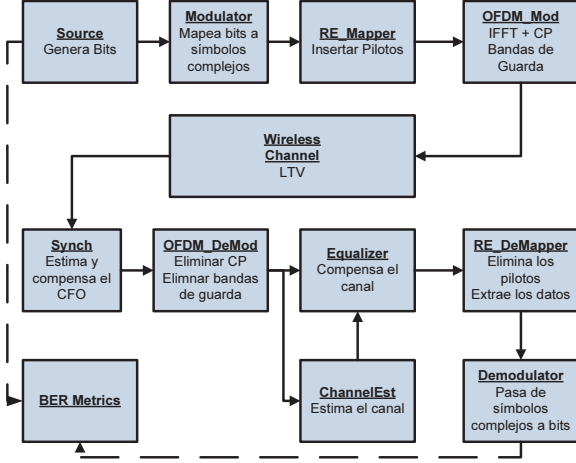 Source
Genera Bits
Modulator
Mapea bits a
símbolos
complejos
RE_Mapper
Insertar Pilotos
OFDM_Mod
IFFT + CP
Bandas de
Guarda
Wireless
Channel
LTV
Synch
Estima y
compensa el
CFO
OFDM_DeMod
Eliminar CP
Elimnar bandas
de guarda
Equalizer
Compensa el
canal
RE_DeMapper
Elimina los
pilotos
Extrae los datos
BER Metrics
ChannelEst
Estima el canal
Demodulator
Pasa de
símbolos
complejos a bits